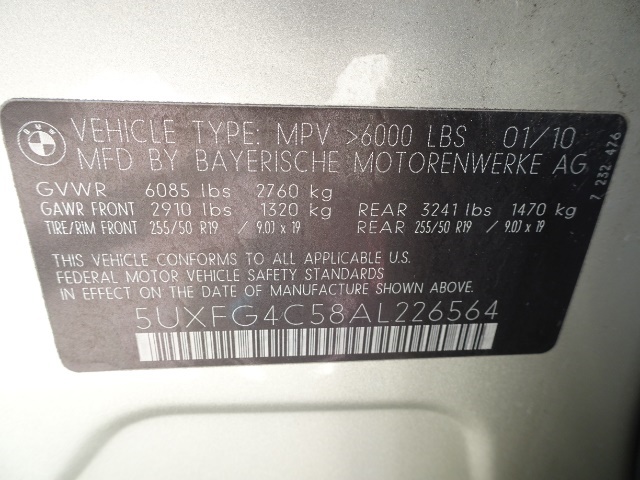 BMW
VEHICLE TYPE: MPV >6000 LBS 01/10
MFD BY BAYERISCHE MOTORENWERKE AG
GVWR 6085 lbs 2760 kg
GAWR FRONT 2910 lbs 1320 kg REAR 3241 lbs 1470 kg
TIRE/RIM FRONT 255/50 R19 / 9.0J x 19 REAR 255/50 R19 / 9.0J x 19
THIS VEHICLE CONFORMS TO ALL APPLICABLE U.S.
FEDERAL MOTOR VEHICLE SAFETY STANDARDS
IN EFFECT ON THE DATE OF MANUFACTURE SHOWN ABOVE.
5UXFG4C58AL226564
7 232 476